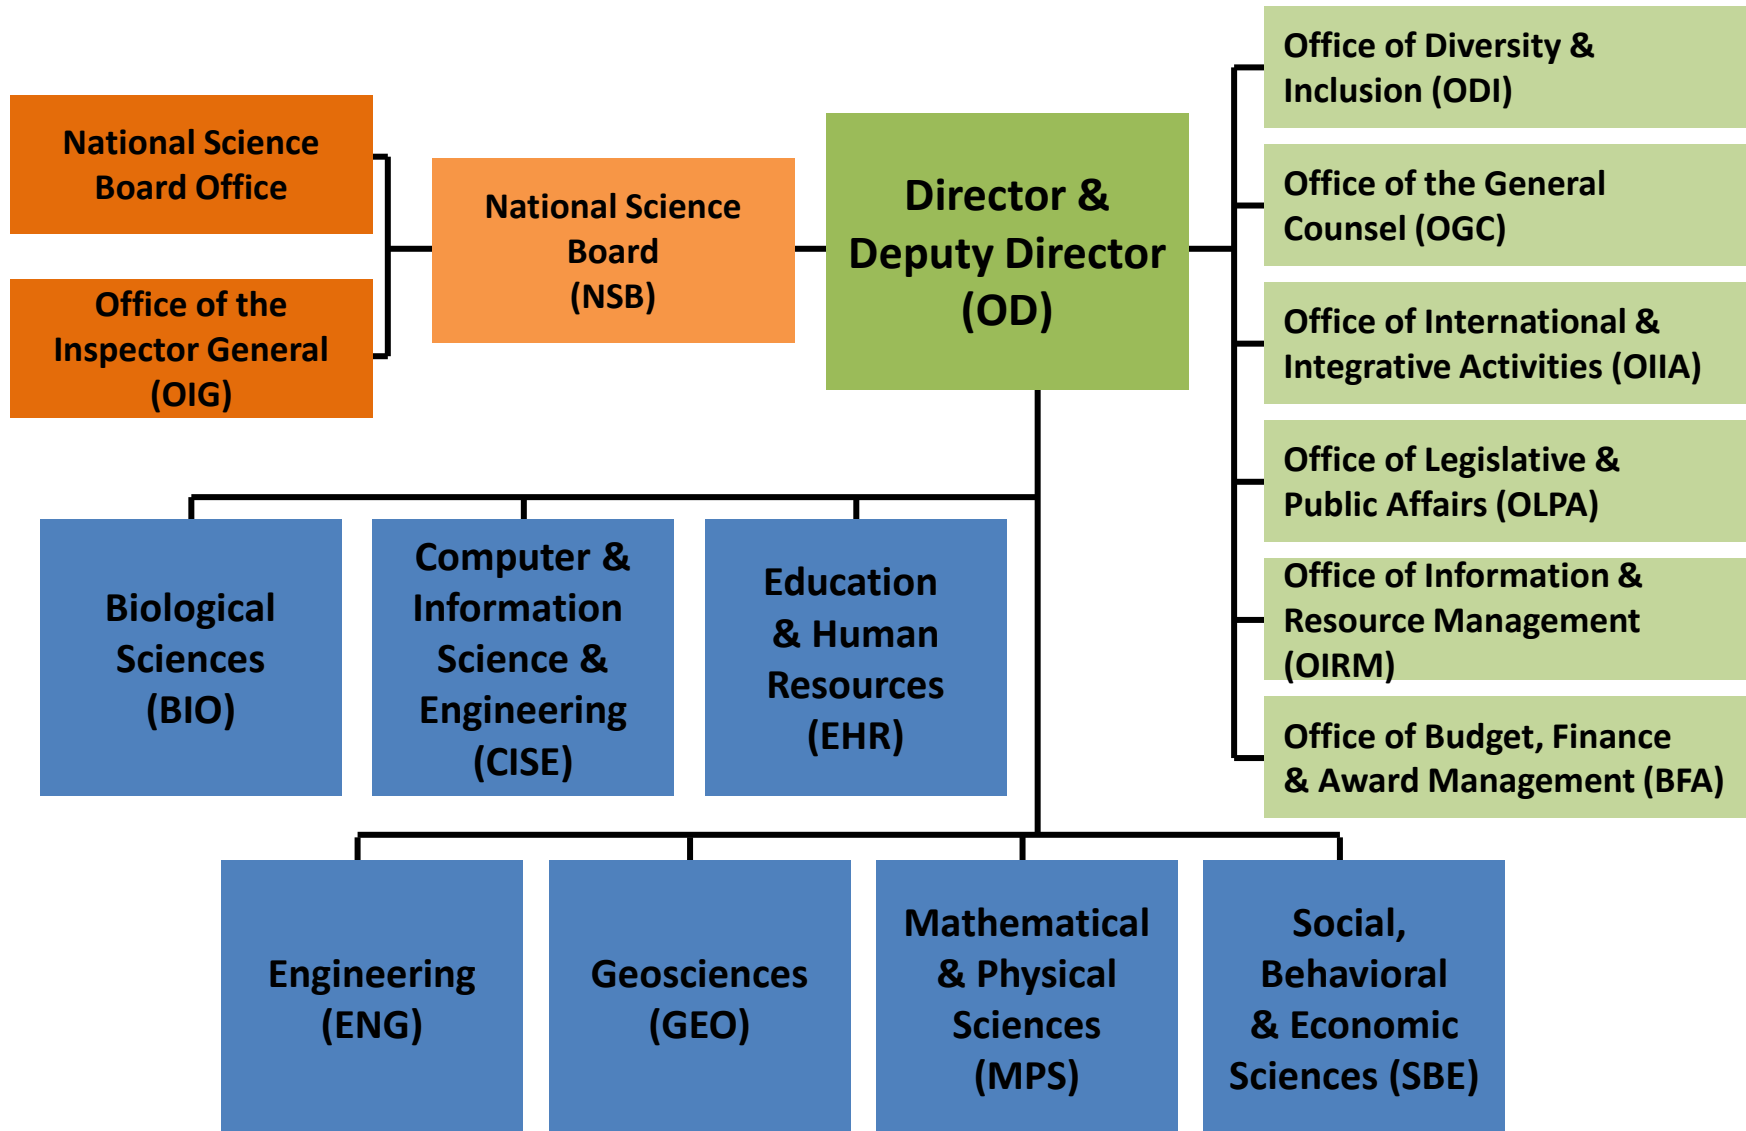 National Science
Board Office
Office of the
Inspector General
(OIG)
National Science
Board
(NSB)
Director &
Deputy Director
(OD)
Office of Diversity &
Inclusion (ODI)
Office of the General
Counsel (OGC)
Office of International &
Integrative Activities (OIIA)
Office of Legislative &
Public Affairs (OLPA)
Office of Information &
Resource Management
(OIRM)
Office of Budget, Finance
& Award Management (BFA)
Biological
Sciences
(BIO)
Computer &
Information
Science &
Engineering
(CISE)
Education
& Human
Resources
(EHR)
Engineering
(ENG)
Geosciences
(GEO)
Mathematical
& Physical
Sciences
(MPS)
Social,
Behavioral
& Economic
Sciences (SBE)